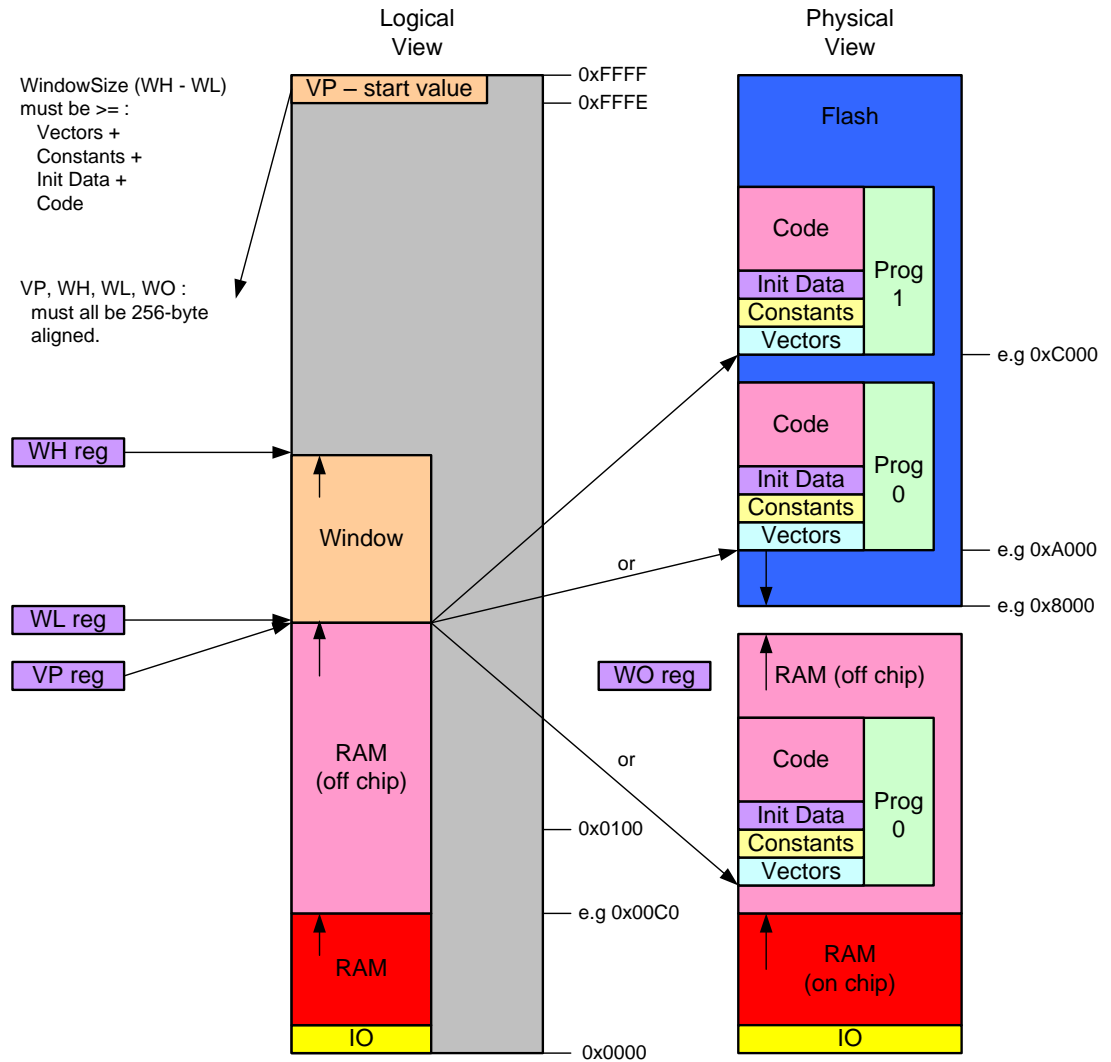 Logical
View
Physical
View
WindowSize (WH - WL)
must be >= :
Vectors +
Constants +
Init Data +
Code
VP, WH, WL, WO :
must all be 256-byte
aligned.
WH reg
WL reg
VP reg
VP – start value
Window
RAM
(off chip)
RAM
IO
0xFFFF
0xFFFE
0x0100
e.g 0x00C0
0x0000
or
or
WO reg
Flash
Code
Init Data
Constants
Vectors
Prog
1
Code
Init Data
Constants
Vectors
Prog
0
RAM (off chip)
Code
Init Data
Constants
Vectors
Prog
0
RAM
(on chip)
IO
e.g 0xC000
e.g 0xA000
e.g 0x8000